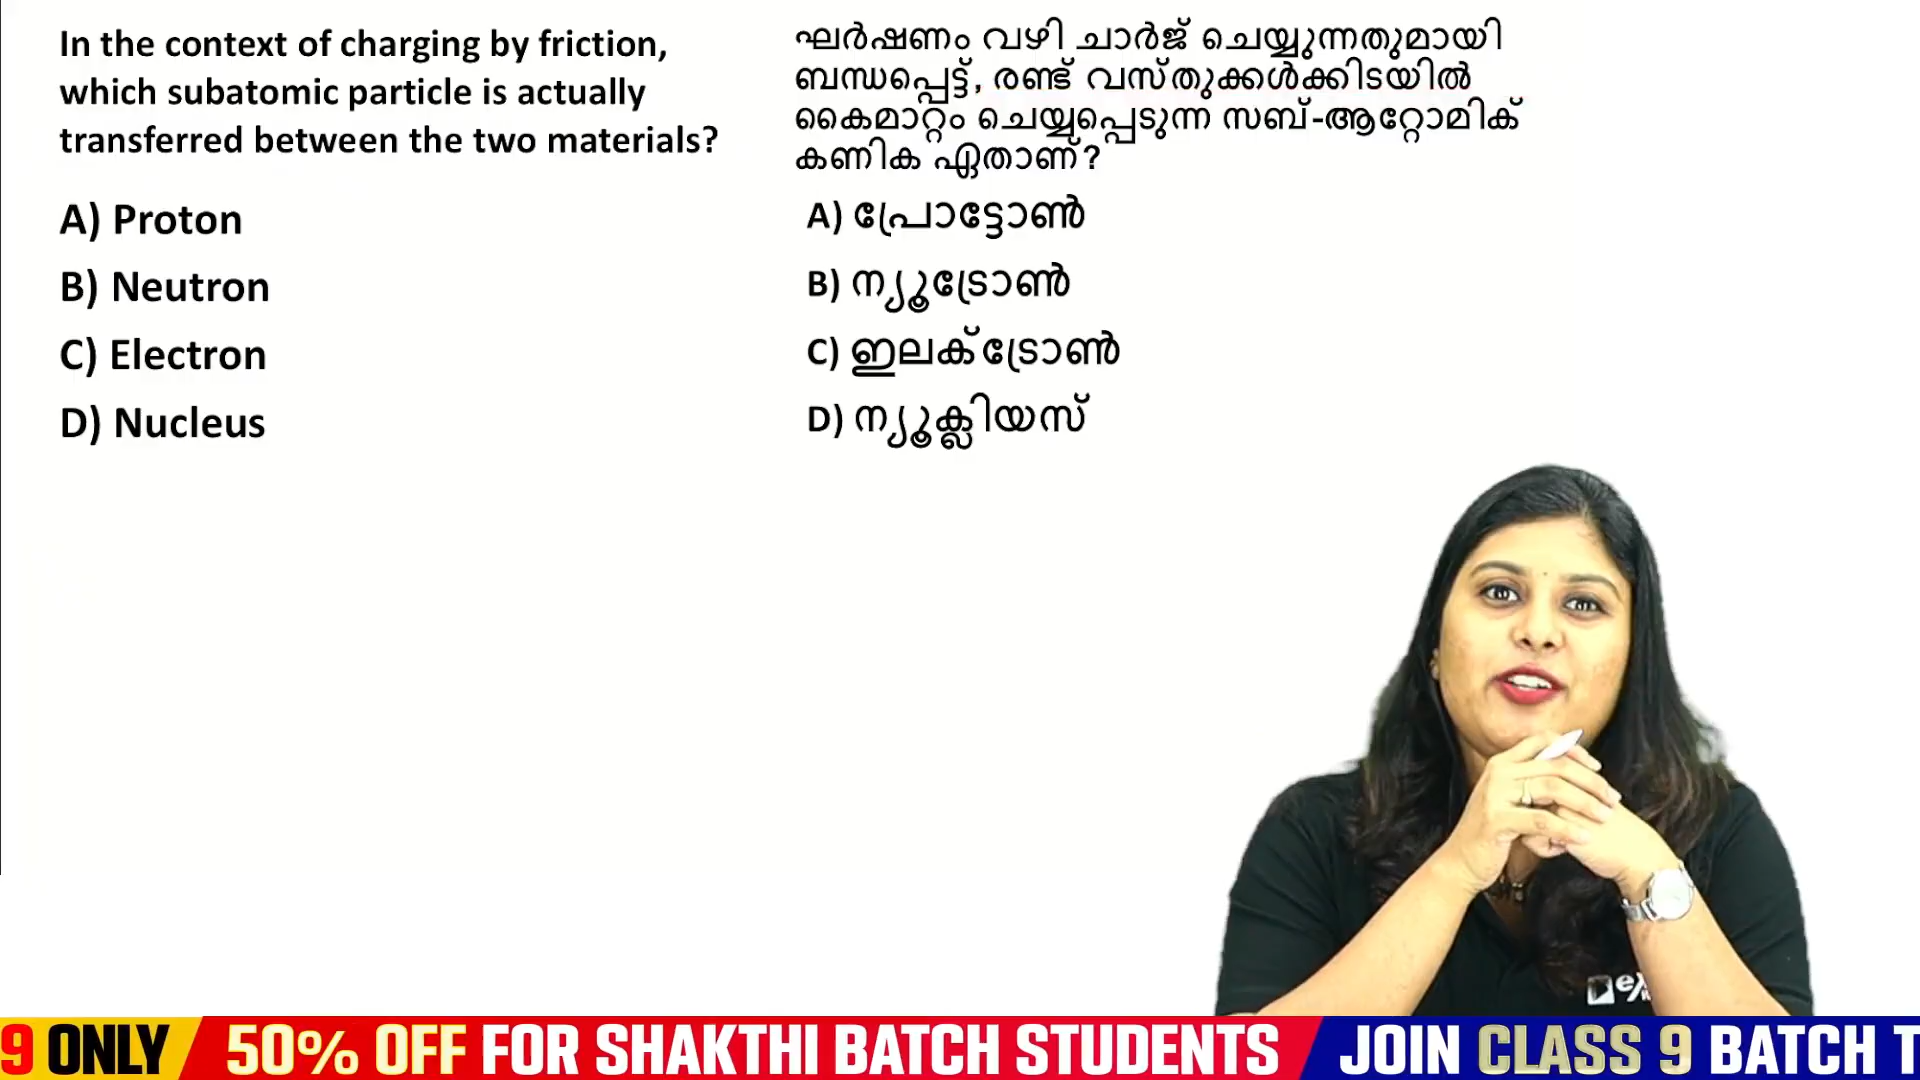 In the context of charging by friction,
which subatomic particle is actually
transferred between the two materials?
A) Proton
B) Neutron
C) Electron
D) Nucleus
ഘർഷണം വഴി ചാർജ് ചെയ്യുന്നതുമായി
ബന്ധപ്പെട്ട്, രണ്ട് വസ്തുക്കൾക്കിടയിൽ
കൈമാറ്റം ചെയ്യപ്പെടുന്ന സബ്-ആറ്റോമിക്
കണിക ഏതാണ്?
A) പ്രോട്ടോൺ
B) ന്യൂട്രോൺ
C) ഇലക്ട്രോൺ
D) ന്യൂക്ലിയസ്
9 ONLY 50% OFF FOR SHAKTHI BATCH STUDENTS JOIN CLASS 9 BATCH T